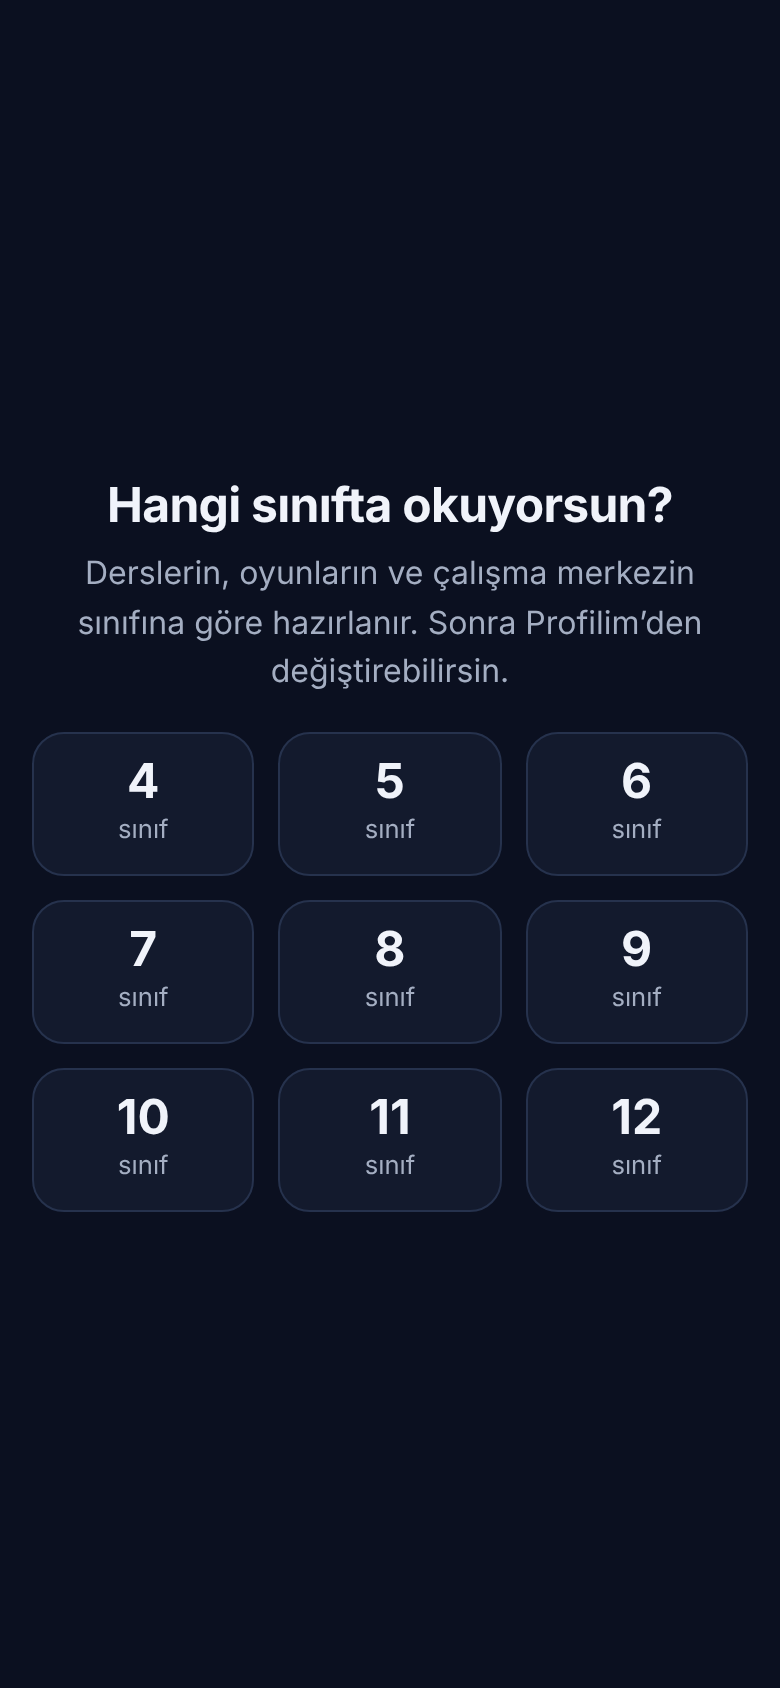 Hangi sınıfta okuyorsun?
Derslerin, oyunların ve çalışma merkezin
sınıfına göre hazırlanır. Sonra Profilim’den
değiştirebilirsin.
4
sınıf
5
sınıf
6
sınıf
7
sınıf
8
sınıf
9
sınıf
10
sınıf
11
sınıf
12
sınıf